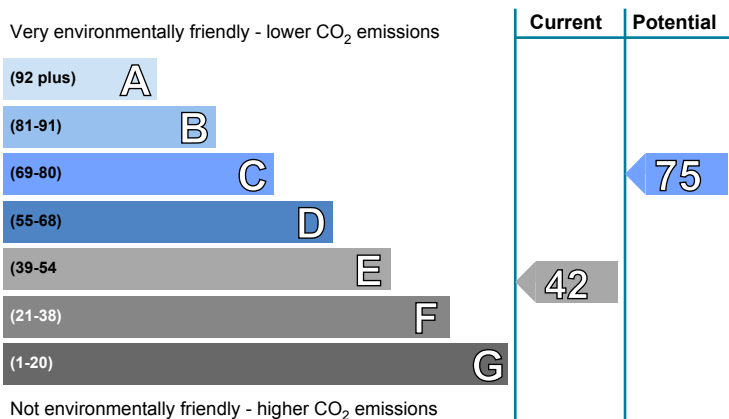 Current Potential
Very environmentally friendly - lower CO2 emissions
(92 plus) A
(81-91) B
(69-80) C 75
(55-68) D
(39-54 E 42
(21-38) F
(1-20) G
Not environmentally friendly - higher CO2 emissions